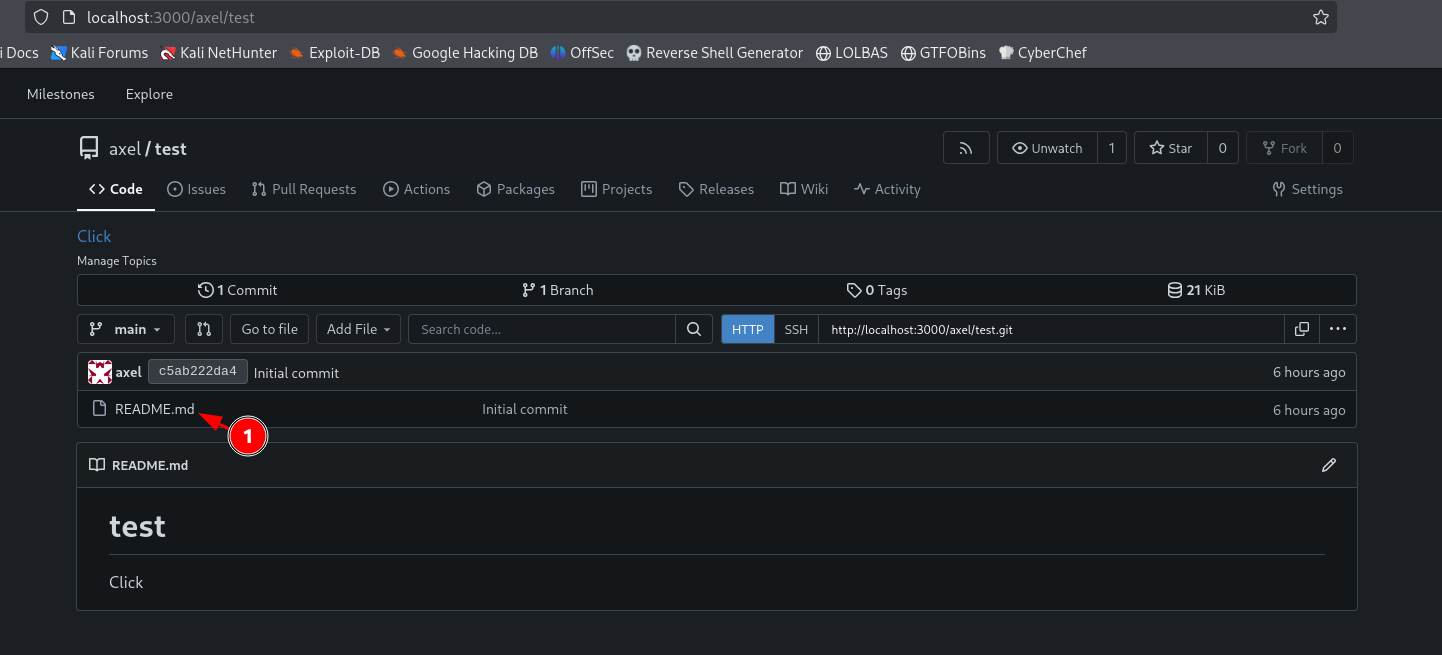 localhost:3000/axel/test
i Docs Kali Forums Kali NetHunter Exploit-DB Google Hacking DB OffSec Reverse Shell Generator LOLBAS GTFOBins CyberChef
Milestones Explore
axel / test Unwatch 1 Star 0 Fork 0
Code Issues Pull Requests Actions Packages Projects Releases Wiki Activity Settings
Click
Manage Topics
1 Commit 1 Branch 0 Tags 21 KiB
main Go to file Add File Search code... HTTP SSH http://localhost:3000/axel/test.git
axel c5ab222da4 Initial commit 6 hours ago
README.md Initial commit 6 hours ago
1
README.md
test
Click